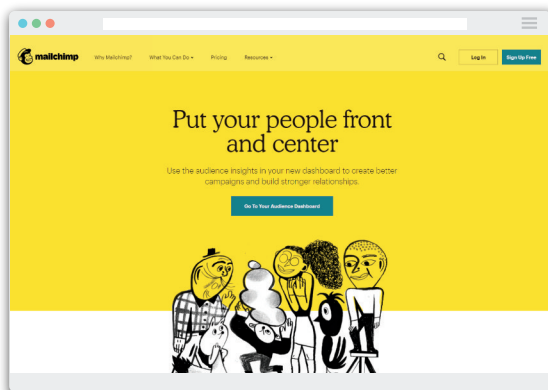 mailchimp Why Mailchimp? What You Can Do Pricing Resources Log In Sign Up Free
Put your people front
and center
Use the audience insights in your new dashboard to create better
campaigns and build stronger relationships.
Go To Your Audience Dashboard